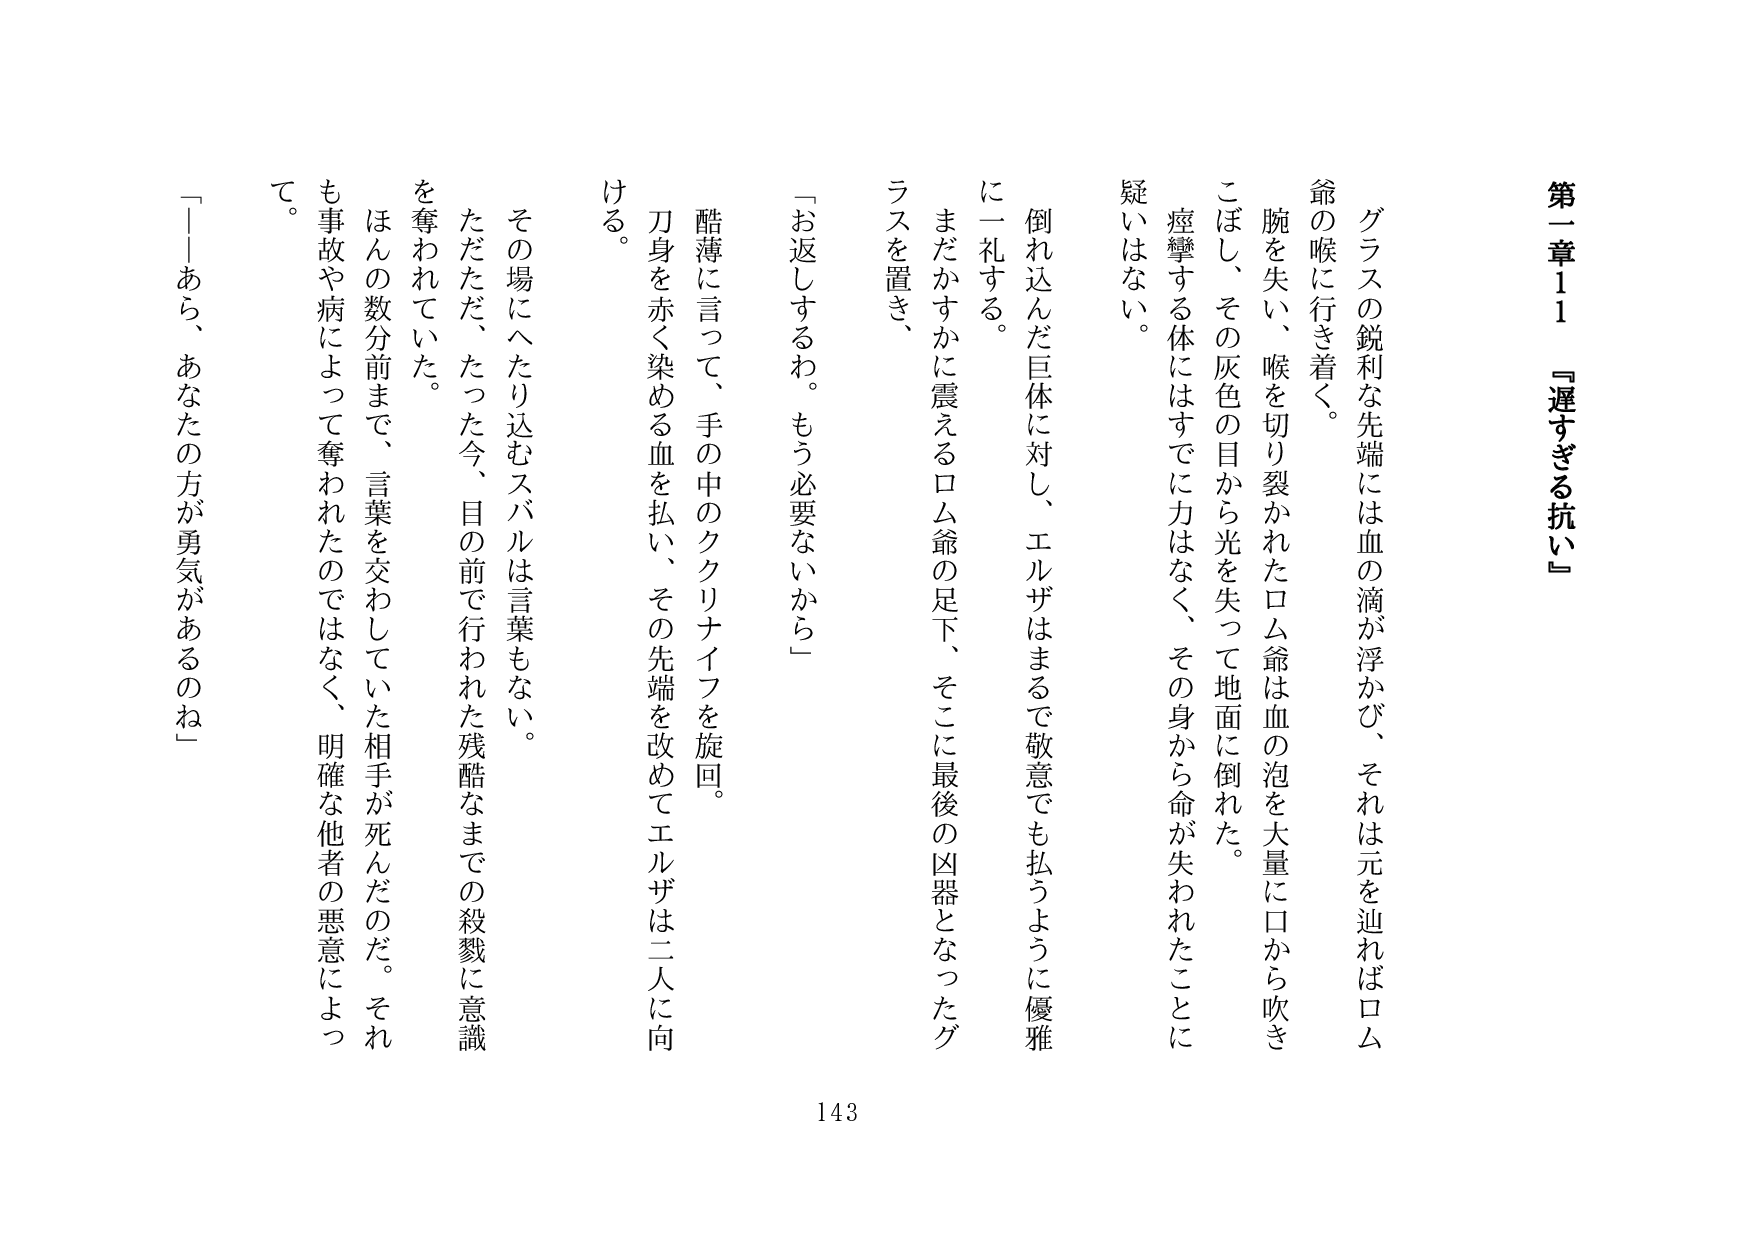 第一章11　『遅すぎる抗い』
　グラスの鋭利な先端には血の滴が浮かび、それは元を辿ればロム
爺の喉に行き着く。
　腕を失い、喉を切り裂かれたロム爺は血の泡を大量に口から吹き
こぼし、その灰色の目から光を失って地面に倒れた。
　痙攣する体にはすでに力はなく、その身から命が失われたことに
疑いはない。
　倒れ込んだ巨体に対し、エルザはまるで敬意でも払うように優雅
に一礼する。
　まだかすかに震えるロム爺の足下、そこに最後の凶器となったグ
ラスを置き、
「お返しするわ。もう必要ないから」
　酷薄に言って、手の中のククリナイフを旋回。
　刀身を赤く染める血を払い、その先端を改めてエルザは二人に向
ける。
　その場にへたり込むスバルは言葉もない。
　ただただ、たった今、目の前で行われた残酷なまでの殺戮に意識
を奪われていた。
　ほんの数分前まで、言葉を交わしていた相手が死んだのだ。それ
も事故や病によって奪われたのではなく、明確な他者の悪意によっ
て。
「――あら、あなたの方が勇気があるのね」
143